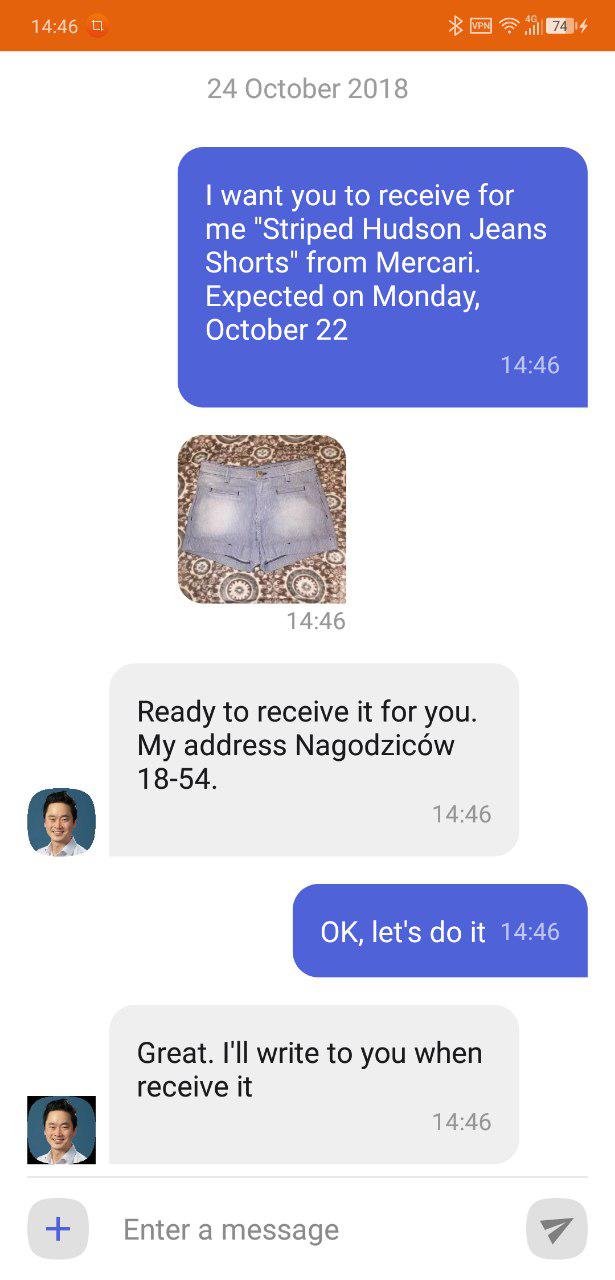 14:46
VPN 4G 74
24 October 2018
I want you to receive for
me "Striped Hudson Jeans
Shorts" from Mercari.
Expected on Monday,
October 22
14:46
14:46
Ready to receive it for you.
My address Nagodziców
18-54.
14:46
OK, let's do it 14:46
Great. I'll write to you when
receive it
14:46
Enter a message